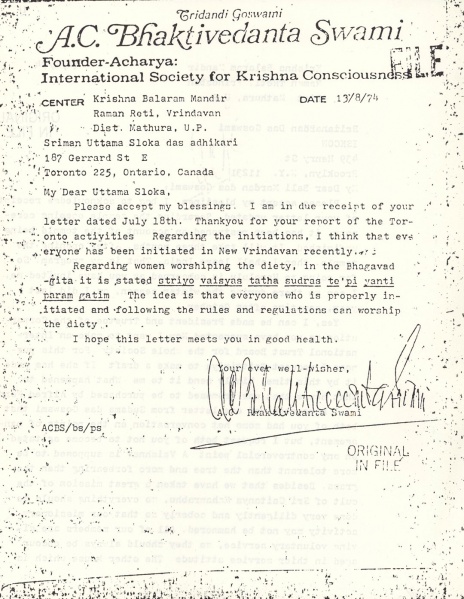 Tridandi Goswami
A.C. Bhaktivedanta Swami
Founder-Acharya:
International Society for Krishna Consciousness
FILE
CENTER Krishna Balaram Mandir DATE 13/8/74
Raman Reti, Vrindavan
Dist. Mathura, U.P.
Sriman Uttama Sloka das adhikari
187 Gerrard St E
Toronto 225, Ontario, Canada
My Dear Uttama Sloka,
Please accept my blessings. I am in due receipt of your
letter dated July 18th. Thankyou for your report of the Tor-
onto activities Regarding the initiations, I think that ev-
eryone has been initiated in New Vrindavan recently.
Regarding women worshiping the diety, in the Bhagavad
-gita it is stated striyo vaisyas tatha sudras te'pi yanti
param gatim The idea is that everyone who is properly in-
itiated and following the rules and regulations can worship
the diety
I hope this letter meets you in good health.
Your ever well-wisher,
A.C. Bhaktivedanta Swami
A.C. Bhaktivedanta Swami
ACBS/bs/ps
ORIGINAL
IN FILE